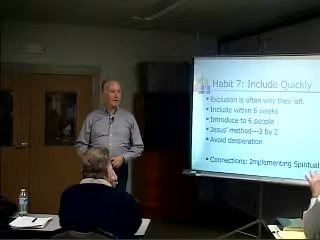 Habit 7: Include Quickly
Exclusion is often why they left
Include within 6 weeks
Introduce to 6 people
Jesus' method---2 by 2
Avoid desperation
Connections: Implementing Spiritual